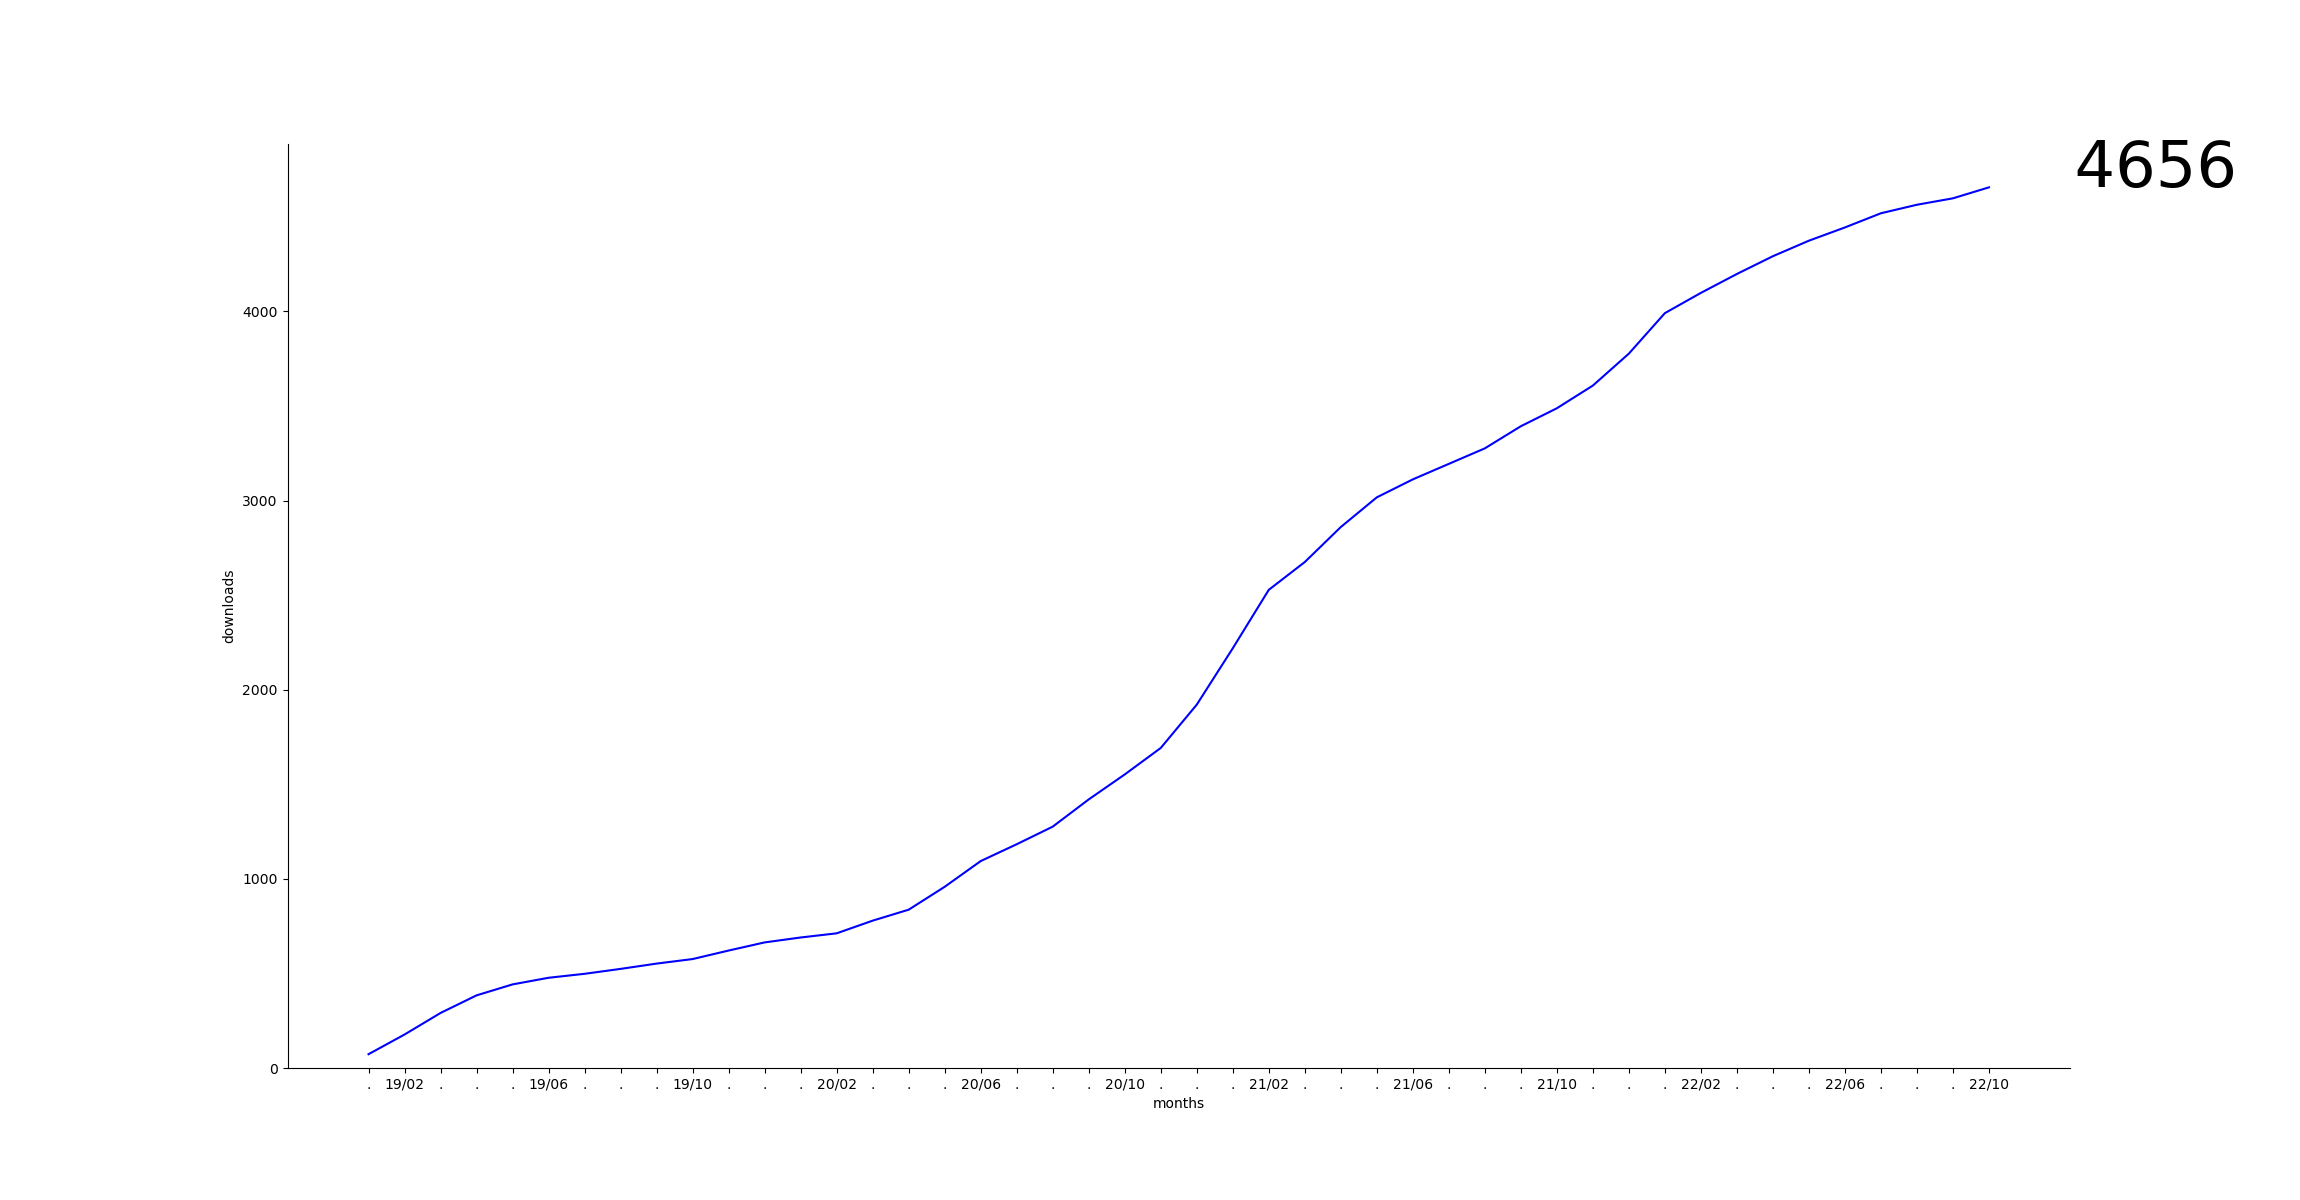 4656
4000
3000
downloads
2000
1000
0
. 19/02 . . . 19/06 . . . 19/10 . . . 20/02 . . . 20/06 . . . 20/10 . . . 21/02 . . . 21/06 . . . 21/10 . . . 22/02 . . . 22/06 . . . 22/10
months